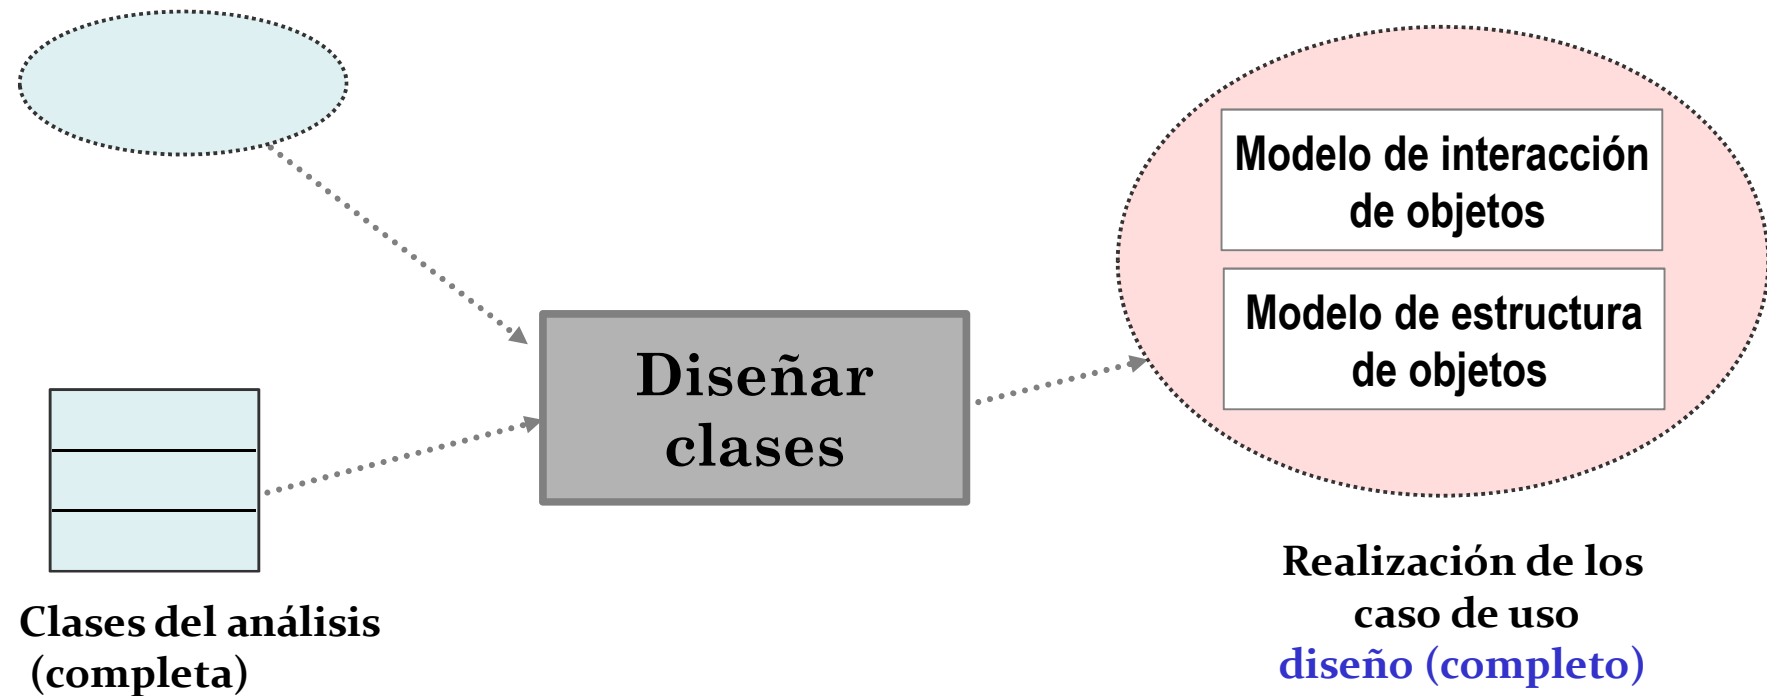 Modelo de interacción
de objetos
Modelo de estructura
de objetos
Diseñar
clases
Clases del análisis
(completa)
Realización de los
caso de uso
diseño (completo)